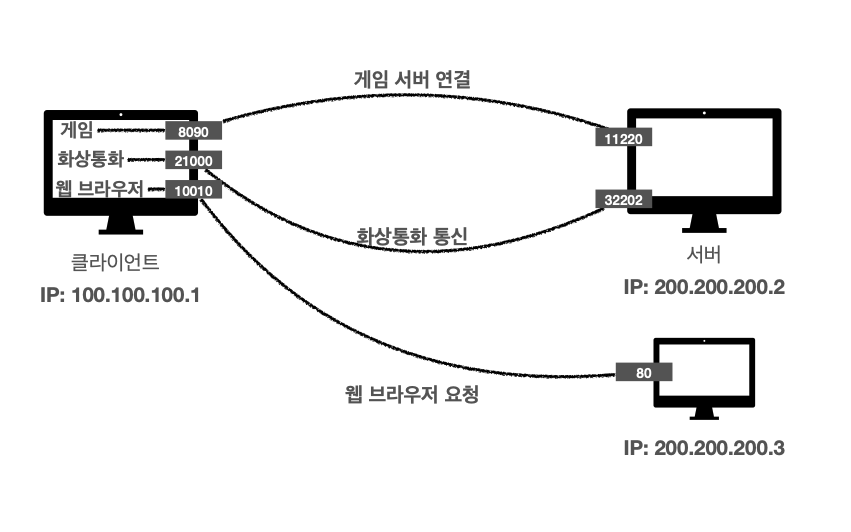 게임 서버 연결
게임 8090
화상통화 21000
웹 브라우저 10010
11220
32202
화상통화 통신
클라이언트
IP: 100.100.100.1
서버
IP: 200.200.200.2
80
웹 브라우저 요청
IP: 200.200.200.3